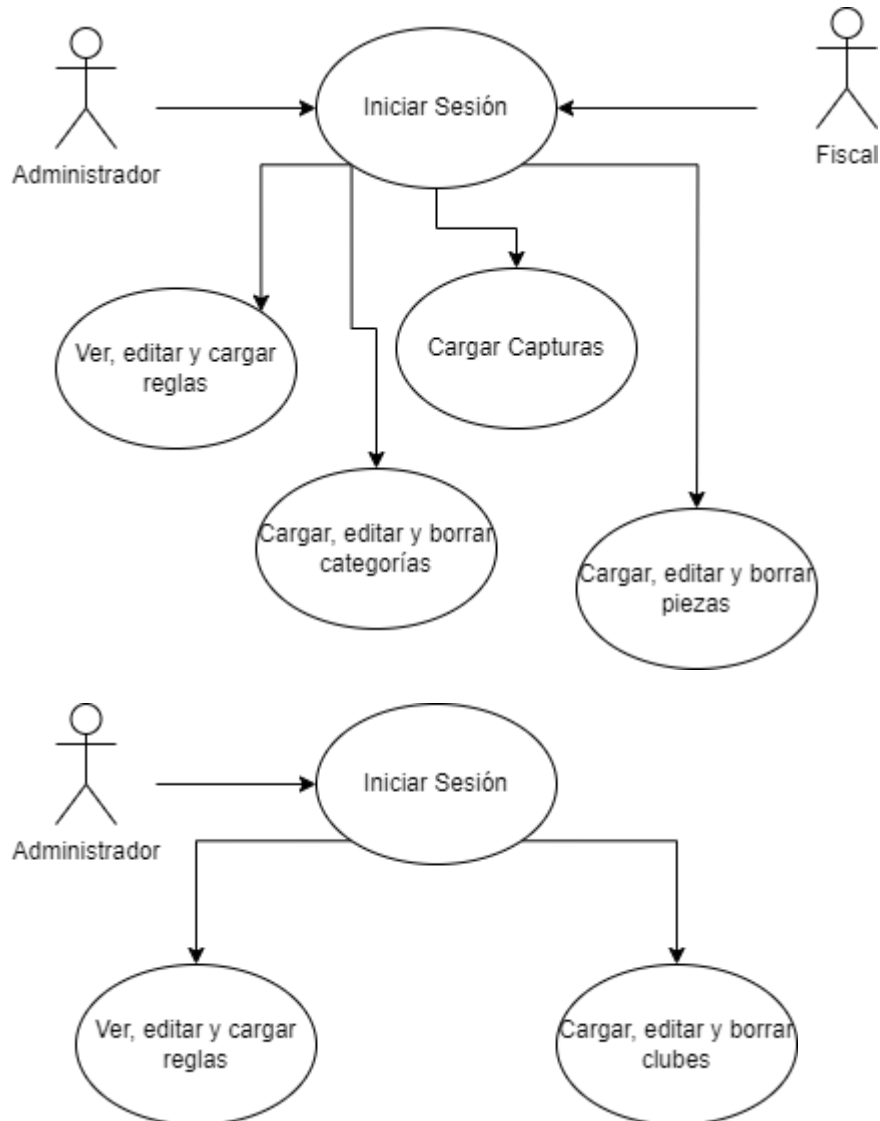 Iniciar Sesión
Administrador
Fiscal
Ver, editar y cargar
reglas
Cargar Capturas
Cargar, editar y borrar
categorías
Cargar, editar y borrar
piezas
Iniciar Sesión
Administrador
Ver, editar y cargar
reglas
Cargar, editar y borrar
clubes